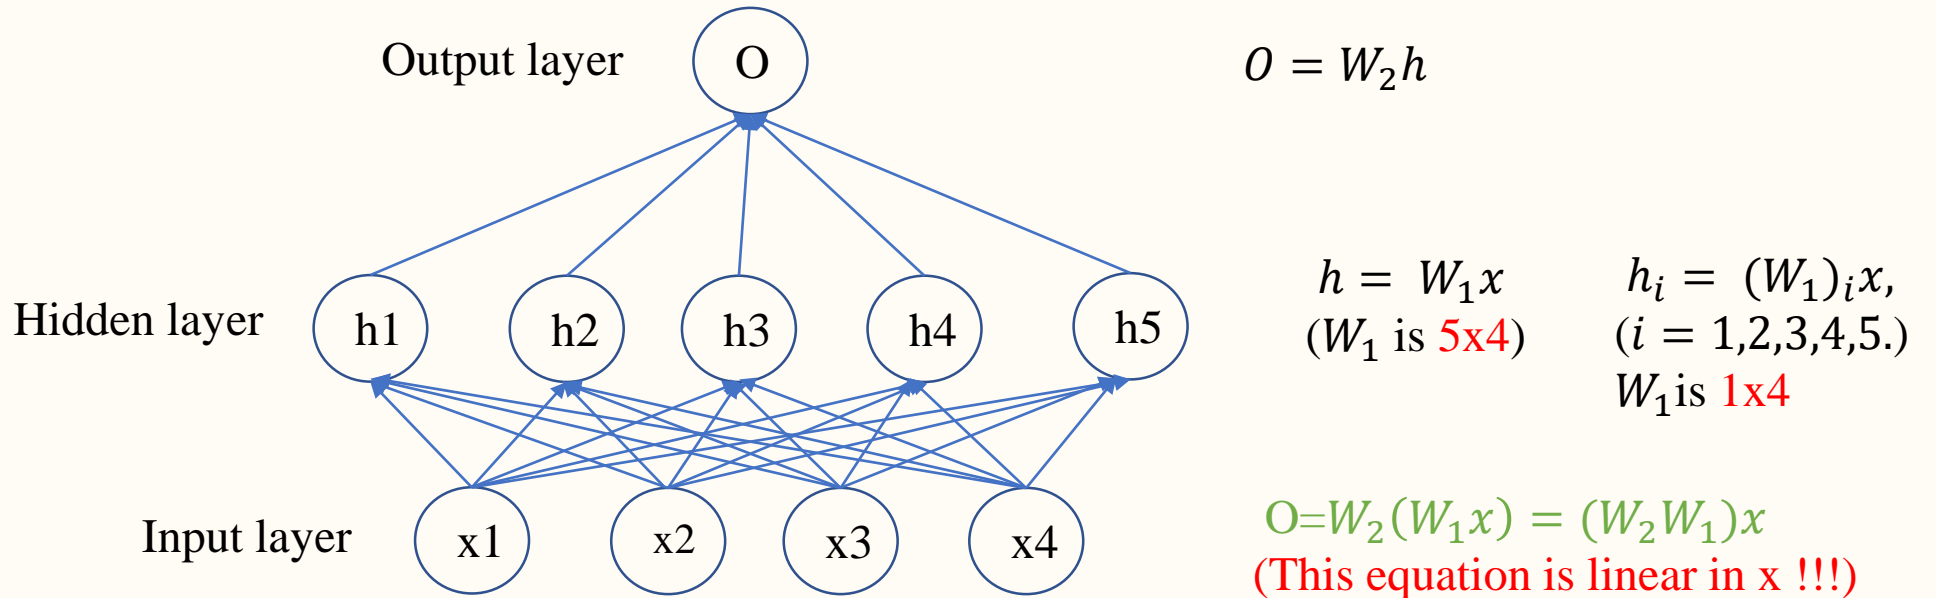 Output layer O
𝑂 = 𝑊₂ℎ
Hidden layer h1 h2 h3 h4 h5
ℎ = 𝑊₁𝑥
(𝑊₁ is 5x4)
ℎᵢ = (𝑊₁)ᵢ𝑥,
(𝑖 = 1,2,3,4,5.)
𝑊₁is 1x4
Input layer x1 x2 x3 x4
O=𝑊₂(𝑊₁𝑥) = (𝑊₂𝑊₁)𝑥
(This equation is linear in x !!!)